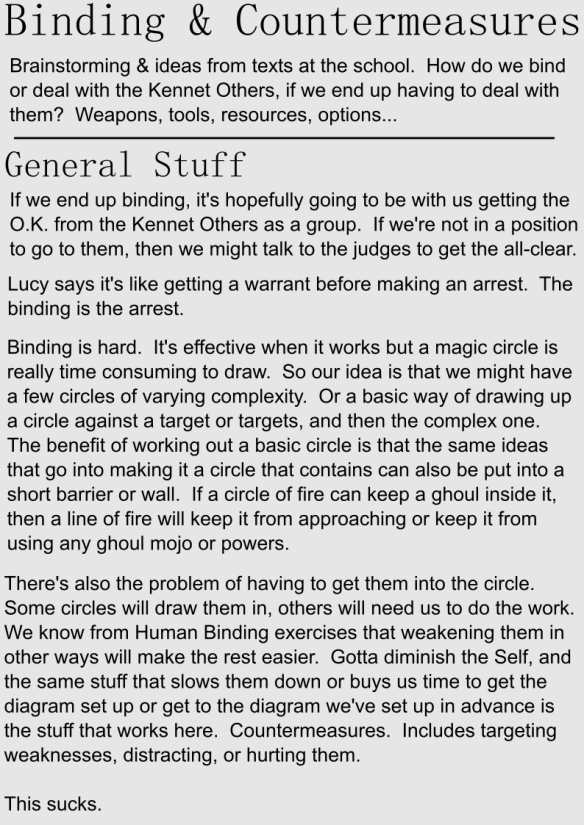 Binding & Countermeasures
Brainstorming & ideas from texts at the school.  How do we bind
or deal with the Kennet Others, if we end up having to deal with
them?  Weapons, tools, resources, options...
General Stuff
If we end up binding, it's hopefully going to be with us getting the
O.K. from the Kennet Others as a group.  If we're not in a position
to go to them, then we might talk to the judges to get the all-clear.
Lucy says it's like getting a warrant before making an arrest.  The
binding is the arrest.
Binding is hard.  It's effective when it works but a magic circle is
really time consuming to draw.  So our idea is that we might have
a few circles of varying complexity.  Or a basic way of drawing up
a circle against a target or targets, and then the complex one.
The benefit of working out a basic circle is that the same ideas
that go into making it a circle that contains can also be put into a
short barrier or wall.  If a circle of fire can keep a ghoul inside it,
then a line of fire will keep it from approaching or keep it from
using any ghoul mojo or powers.
There's also the problem of having to get them into the circle.
Some circles will draw them in, others will need us to do the work.
We know from Human Binding exercises that weakening them in
other ways will make the rest easier.  Gotta diminish the Self, and
the same stuff that slows them down or buys us time to get the
diagram set up or get to the diagram we've set up in advance is
the stuff that works here.  Countermeasures.  Includes targeting
weaknesses, distracting, or hurting them.
This sucks.